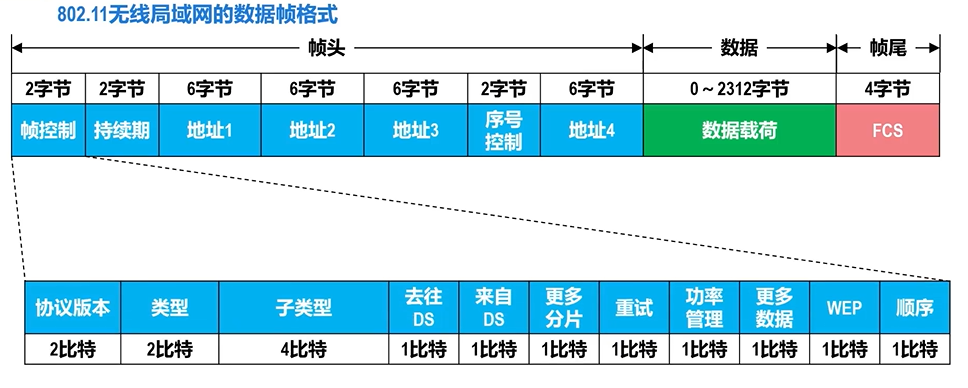 802.11无线局域网的数据帧格式
帧头 数据 帧尾
2字节 2字节 6字节 6字节 6字节 2字节 6字节 0~2312字节 4字节
帧控制 持续期 地址1 地址2 地址3 序号控制 地址4 数据载荷 FCS
协议版本 类型 子类型 去往DS 来自DS 更多分片 重试 功率管理 更多数据 WEP 顺序
2比特 2比特 4比特 1比特 1比特 1比特 1比特 1比特 1比特 1比特 1比特